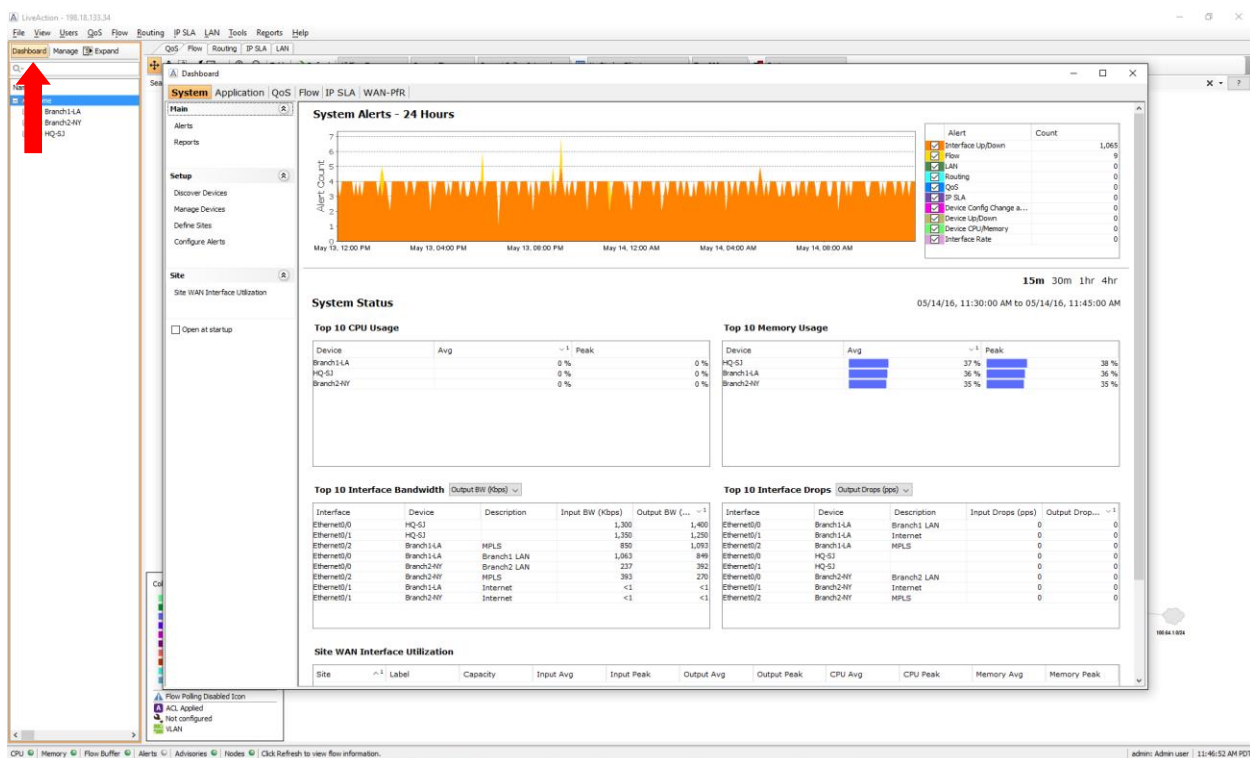 LiveAction - 198.18.133.34
File View Users QoS Flow Routing IP SLA LAN Tools Reports Help
Dashboard Manage Expand
QoS Flow Routing IP SLA LAN
Dashboard
System Application QoS Flow IP SLA WAN-PfR
Branch1-LA
Branch2-NY
HQ-SJ
Main
Alerts
Reports
Setup
Discover Devices
Manage Devices
Define Sites
Configure Alerts
Site
Site WAN Interface Utilization
Open at startup
System Alerts - 24 Hours
Alert Count
7
6
5
4
3
2
1
0
May 13, 12:00 PM May 13, 04:00 PM May 13, 08:00 PM May 14, 12:00 AM May 14, 04:00 AM May 14, 08:00 AM
Alert Count
Interface Up/Down 1,065
Flow 9
LAN 0
Routing 0
QoS 0
IP SLA 0
Device Config Change a... 0
Device Up/Down 0
Device CPU/Memory 0
Interface Rate 0
15m 30m 1hr 4hr
System Status 05/14/16, 11:30:00 AM to 05/14/16, 11:45:00 AM
Top 10 CPU Usage
Device Avg 1 Peak
Branch1-LA 0 % 0 %
HQ-SJ 0 % 0 %
Branch2-NY 0 % 0 %
Top 10 Memory Usage
Device Avg 1 Peak
HQ-SJ 37 % 38 %
Branch1-LA 36 % 36 %
Branch2-NY 35 % 35 %
Top 10 Interface Bandwidth Output BW (Kbps)
Interface Device Description Input BW (Kbps) Output BW (... 1
Ethernet0/0 HQ-SJ 1,300 1,400
Ethernet0/1 HQ-SJ 1,350 1,250
Ethernet0/2 Branch1-LA MPLS 850 1,093
Ethernet0/0 Branch1-LA Branch1 LAN 1,063 849
Ethernet0/0 Branch2-NY Branch2 LAN 237 392
Ethernet0/2 Branch2-NY MPLS 393 270
Ethernet0/1 Branch1-LA Internet <1 <1
Ethernet0/1 Branch2-NY Internet <1 <1
Top 10 Interface Drops Output Drops (pps)
Interface Device Description Input Drops (pps) Output Drop... 1
Ethernet0/0 Branch1-LA Branch1 LAN 0 0
Ethernet0/1 Branch1-LA Internet 0 0
Ethernet0/2 Branch1-LA MPLS 0 0
Ethernet0/0 HQ-SJ 0 0
Ethernet0/1 HQ-SJ 0 0
Ethernet0/0 Branch2-NY Branch2 LAN 0 0
Ethernet0/1 Branch2-NY Internet 0 0
Ethernet0/2 Branch2-NY MPLS 0 0
Site WAN Interface Utilization
Site 1 Label Capacity Input Avg Input Peak Output Avg Output Peak CPU Avg CPU Peak Memory Avg Memory Peak
Flow Polling Disabled Icon
ACL Applied
Not configured
VLAN
CPU Memory Flow Buffer Alerts Advisories Nodes Click Refresh to view flow information.
admin: Admin user 11:46:52 AM PDT